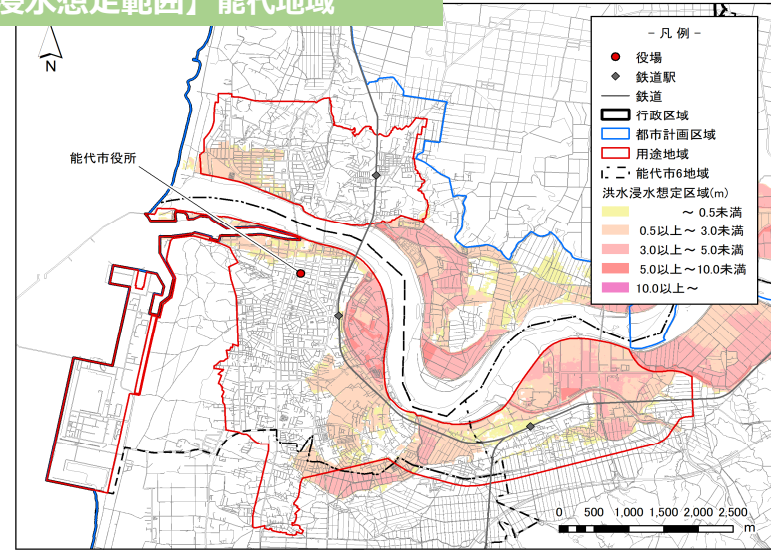 浸水想定範囲】能代地域
N
能代市役所
- 凡 例 -
役場
鉄道駅
鉄道
行政区域
都市計画区域
用途地域
能代市6地域
洪水浸水想定区域(m)
～ 0.5未満
0.5以上～ 3.0未満
3.0以上～ 5.0未満
5.0以上～10.0未満
10.0以上～
0 500 1,000 1,500 2,000 2,500
m